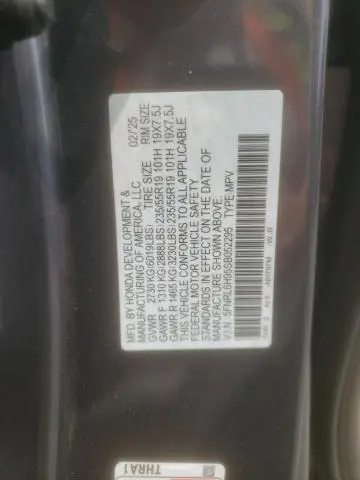 MFD. BY HONDA DEVELOPMENT & 02/25
MANUFACTURING OF AMERICA, LLC.
GVWR 2730 KG(6019LBS) TIRE SIZE RIM SIZE
GAWR F 1310 KG(2888LBS) 235/55R19 101H 19X7.5J
GAWR R 1465 KG(3230LBS) 235/55R19 101H 19X7.5J
THIS VEHICLE CONFORMS TO ALL APPLICABLE
FEDERAL MOTOR VEHICLE SAFETY
STANDARDS IN EFFECT ON THE DATE OF
MANUFACTURE SHOWN ABOVE.
V.I.N. 5FNRL6H95SB052295 TYPE:MPV
THRA1